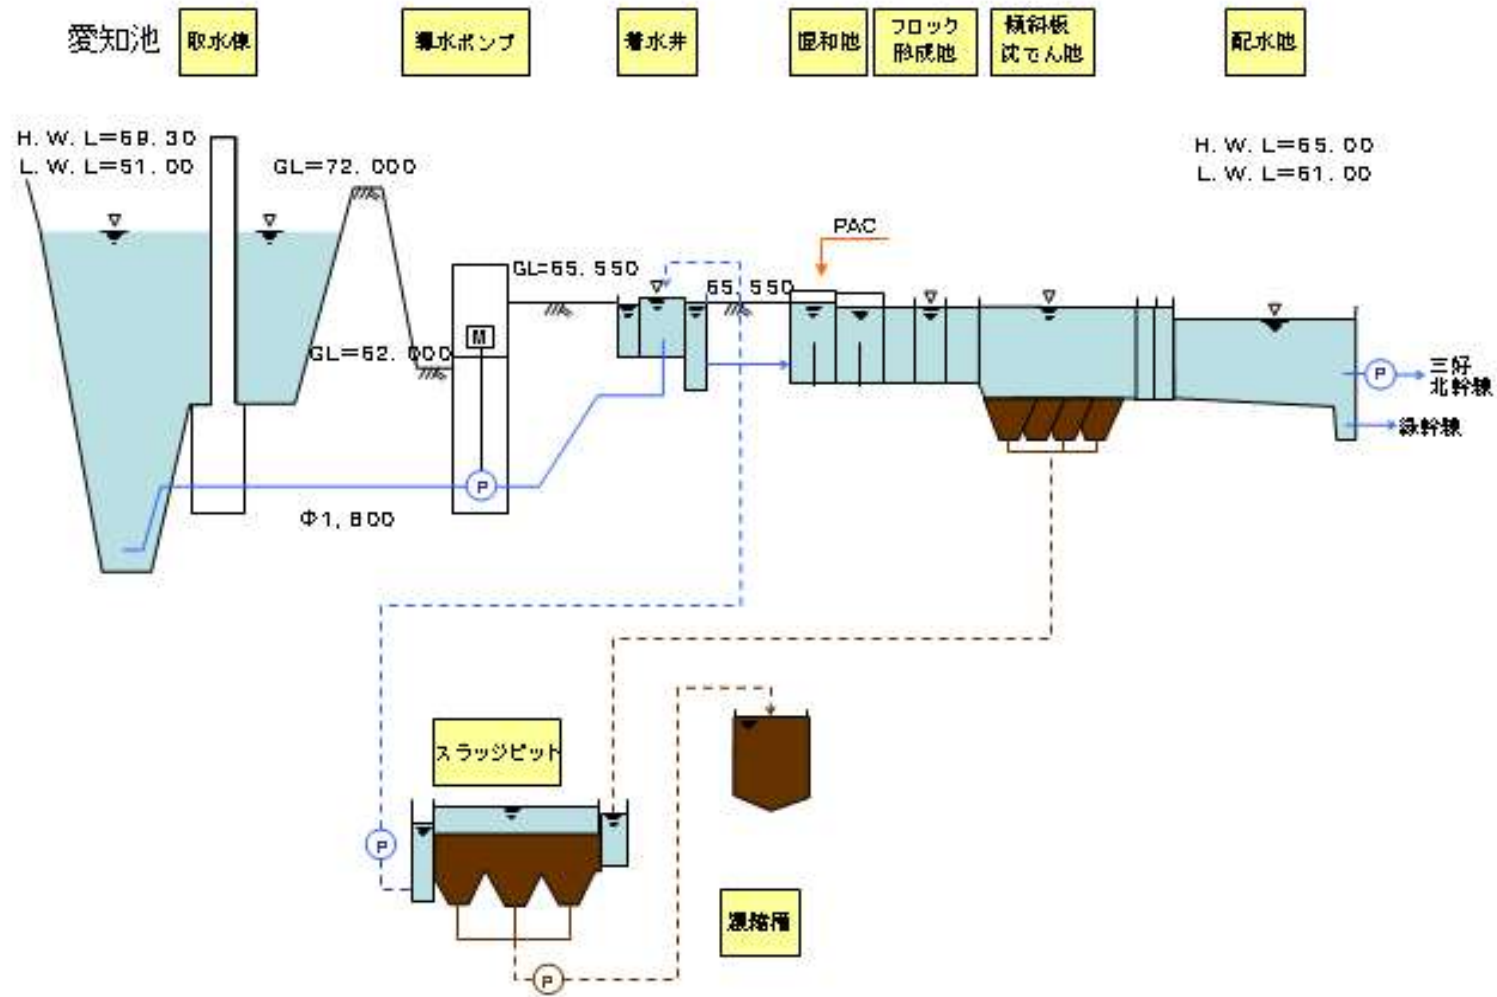 愛知池
取水塔
導水ポンプ
着水井
混和池
フロック
形成池
傾斜板
沈でん池
配水池
H. W. L=69. 30
L. W. L=51. 00
GL=72. 000
H. W. L=65. 00
L. W. L=61. 00
PAC
GL=65. 550
65. 550
M
GL=62. 000
P
三好
北幹線
緑幹線
P
Φ1, 800
スラッジピット
P
濃縮槽
P